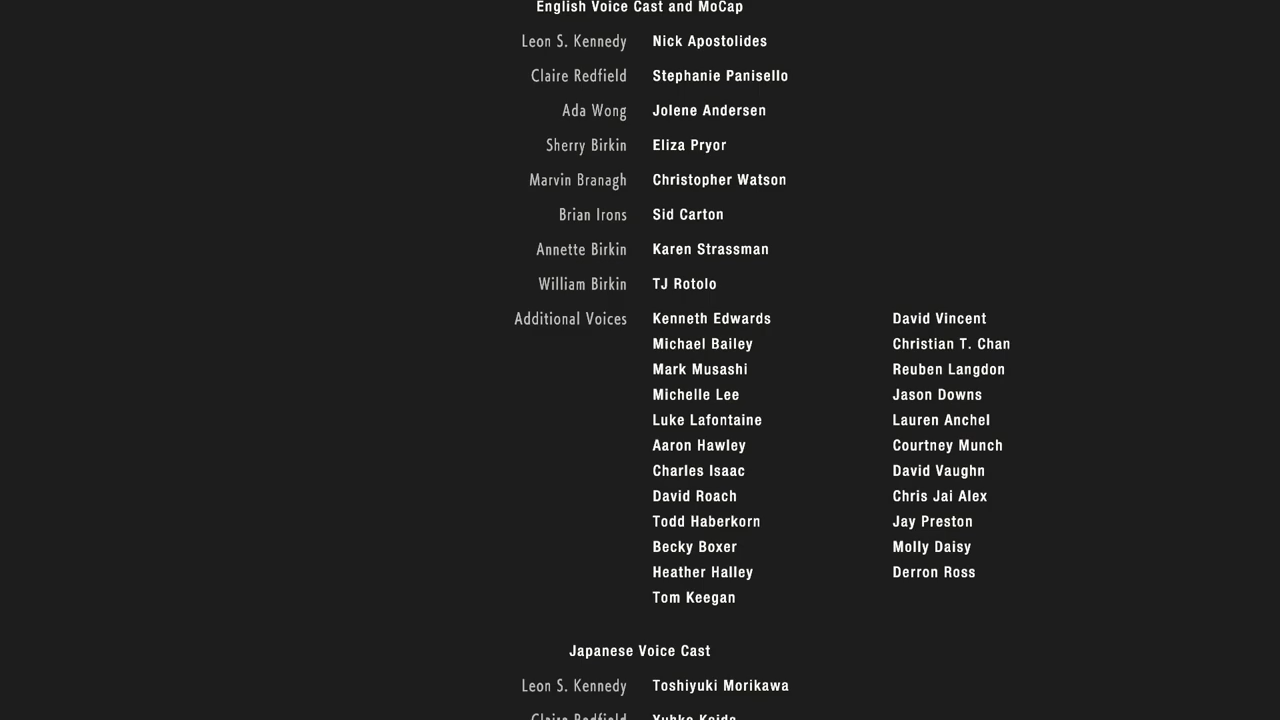 English Voice Cast and MoCap
Leon S. Kennedy Nick Apostolides
Claire Redfield Stephanie Panisello
Ada Wong Jolene Andersen
Sherry Birkin Eliza Pryor
Marvin Branagh Christopher Watson
Brian Irons Sid Carton
Annette Birkin Karen Strassman
William Birkin TJ Rotolo
Additional Voices Kenneth Edwards David Vincent
Michael Bailey Christian T. Chan
Mark Musashi Reuben Langdon
Michelle Lee Jason Downs
Luke Lafontaine Lauren Anchel
Aaron Hawley Courtney Munch
Charles Isaac David Vaughn
David Roach Chris Jai Alex
Todd Haberkorn Jay Preston
Becky Boxer Molly Daisy
Heather Halley Derron Ross
Tom Keegan
Japanese Voice Cast
Leon S. Kennedy Toshiyuki Morikawa
Claire Redfield Yuhko Kaida